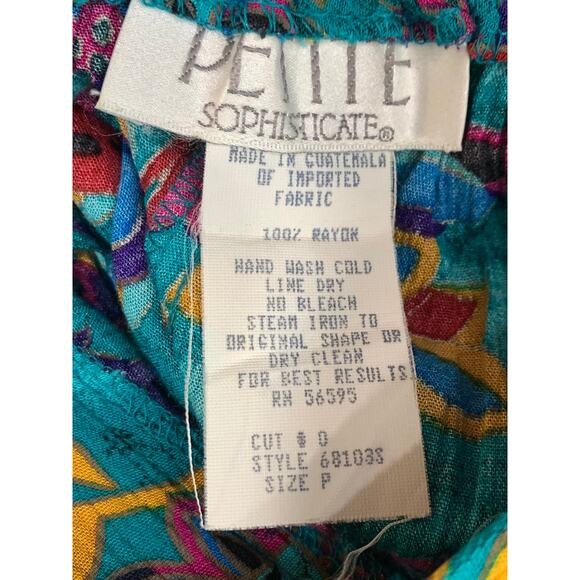 PETITE
SOPHISTICATE®
MADE IN GUATEMALA
OF IMPORTED
FABRIC
100% RAYON
HAND WASH COLD
LINE DRY
NO BLEACH
STEAM IRON TO
ORIGINAL SHAPE OR
DRY CLEAN
FOR BEST RESULTS
RN 56595
CUT # 0
STYLE 68103S
SIZE P